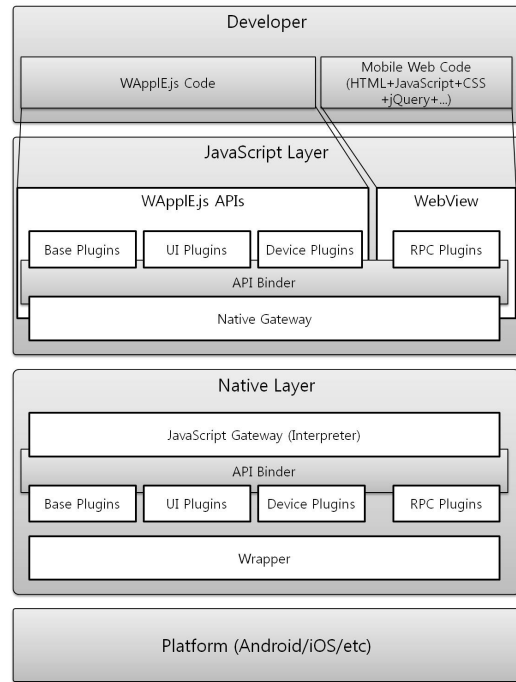 Developer
WApplE.js Code
Mobile Web Code
(HTML+JavaScript+CSS
+jQuery+...)
JavaScript Layer
WApplE.js APIs
WebView
Base Plugins
UI Plugins
Device Plugins
RPC Plugins
API Binder
Native Gateway
Native Layer
JavaScript Gateway (Interpreter)
API Binder
Base Plugins
UI Plugins
Device Plugins
RPC Plugins
Wrapper
Platform (Android/iOS/etc)